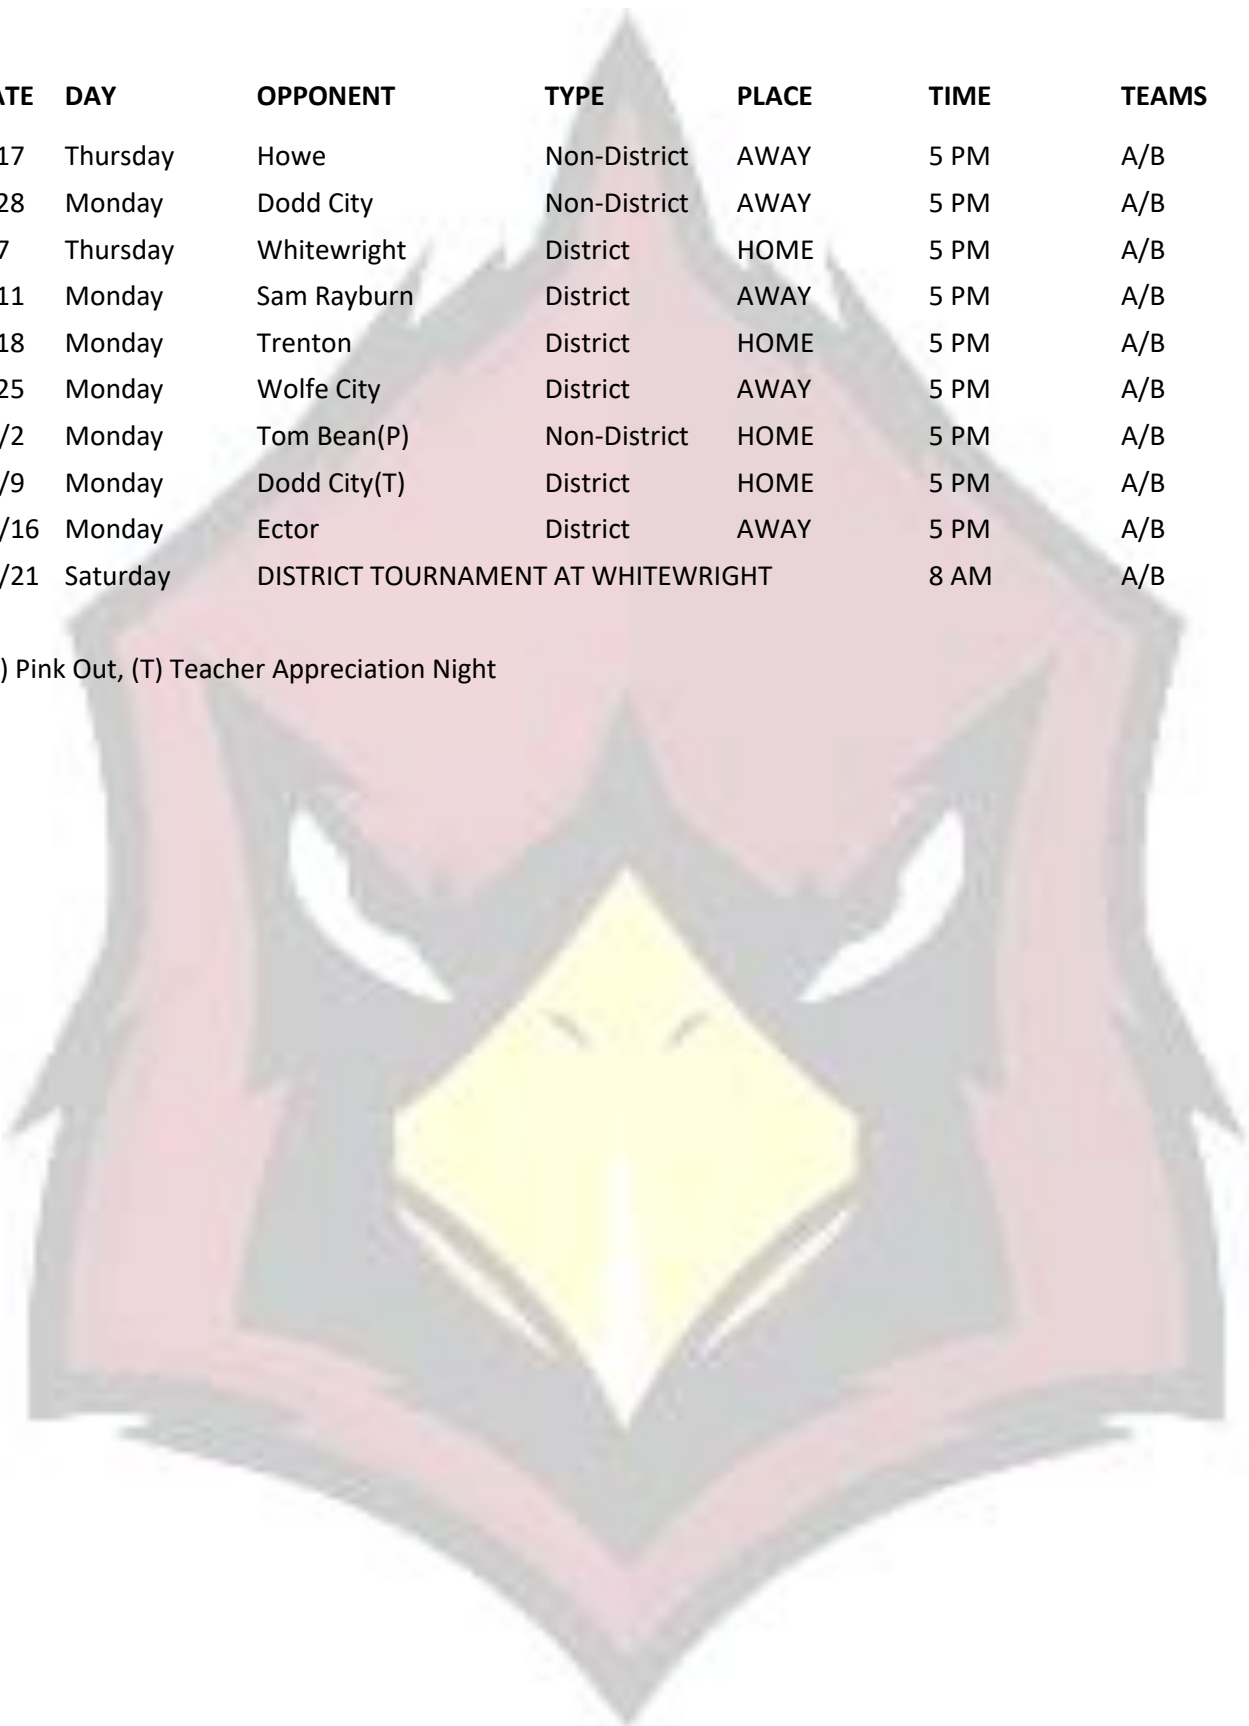 ATE DAY OPPONENT TYPE PLACE TIME TEAMS
17 Thursday Howe Non-District AWAY 5 PM A/B
28 Monday Dodd City Non-District AWAY 5 PM A/B
7 Thursday Whitewright District HOME 5 PM A/B
11 Monday Sam Rayburn District AWAY 5 PM A/B
18 Monday Trenton District HOME 5 PM A/B
25 Monday Wolfe City District AWAY 5 PM A/B
/2 Monday Tom Bean(P) Non-District HOME 5 PM A/B
/9 Monday Dodd City(T) District HOME 5 PM A/B
/16 Monday Ector District AWAY 5 PM A/B
/21 Saturday DISTRICT TOURNAMENT AT WHITEWRIGHT 8 AM A/B
) Pink Out, (T) Teacher Appreciation Night